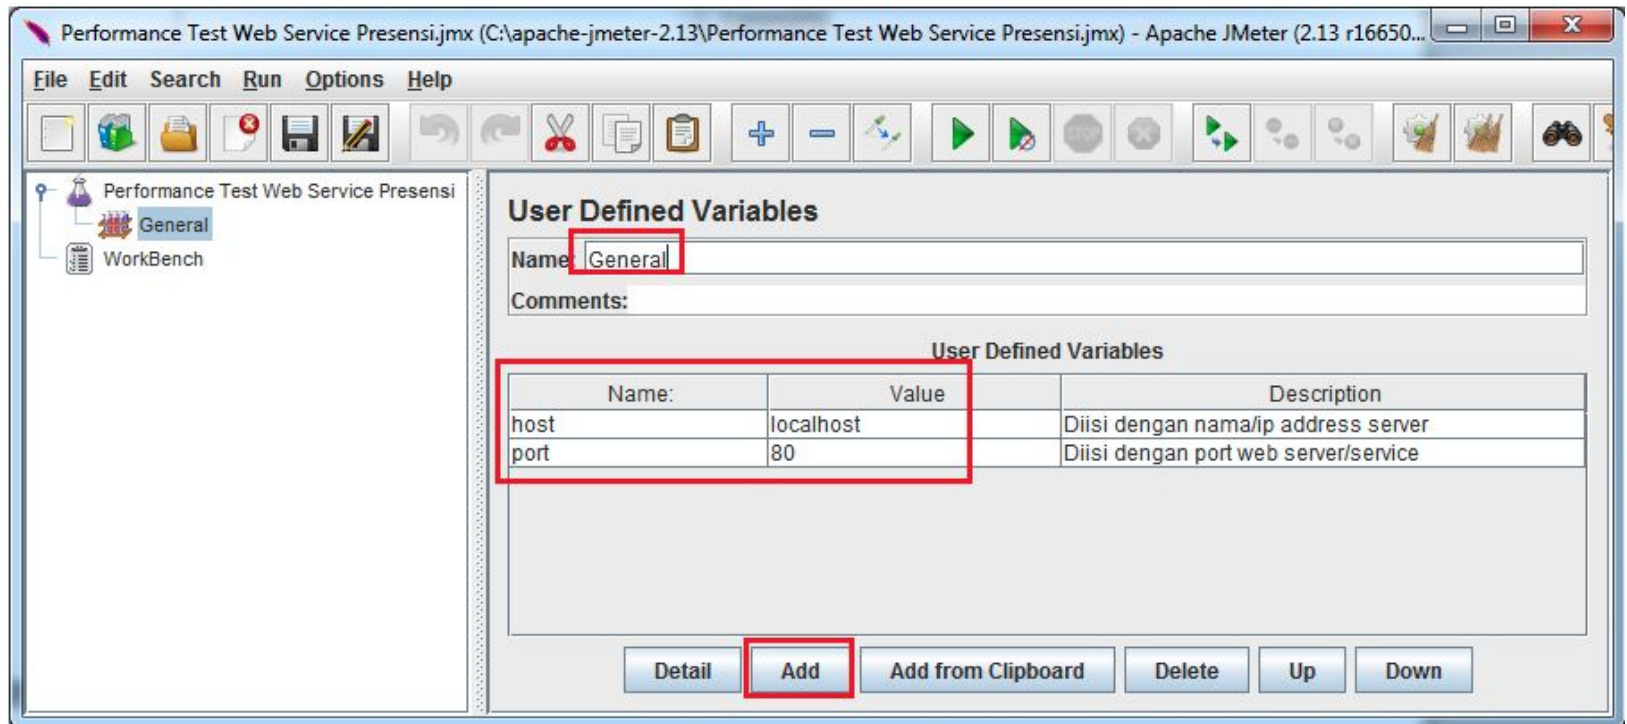 Performance Test Web Service Presensi.jmx (C:\apache-jmeter-2.13\Performance Test Web Service Presensi.jmx) - Apache JMeter (2.13 r16650...
File Edit Search Run Options Help
STOP
Performance Test Web Service Presensi
General
WorkBench
User Defined Variables
Name: General
Comments:
User Defined Variables
Name: Value Description
host localhost Diisi dengan nama/ip address server
port 80 Diisi dengan port web server/service
Detail Add Add from Clipboard Delete Up Down